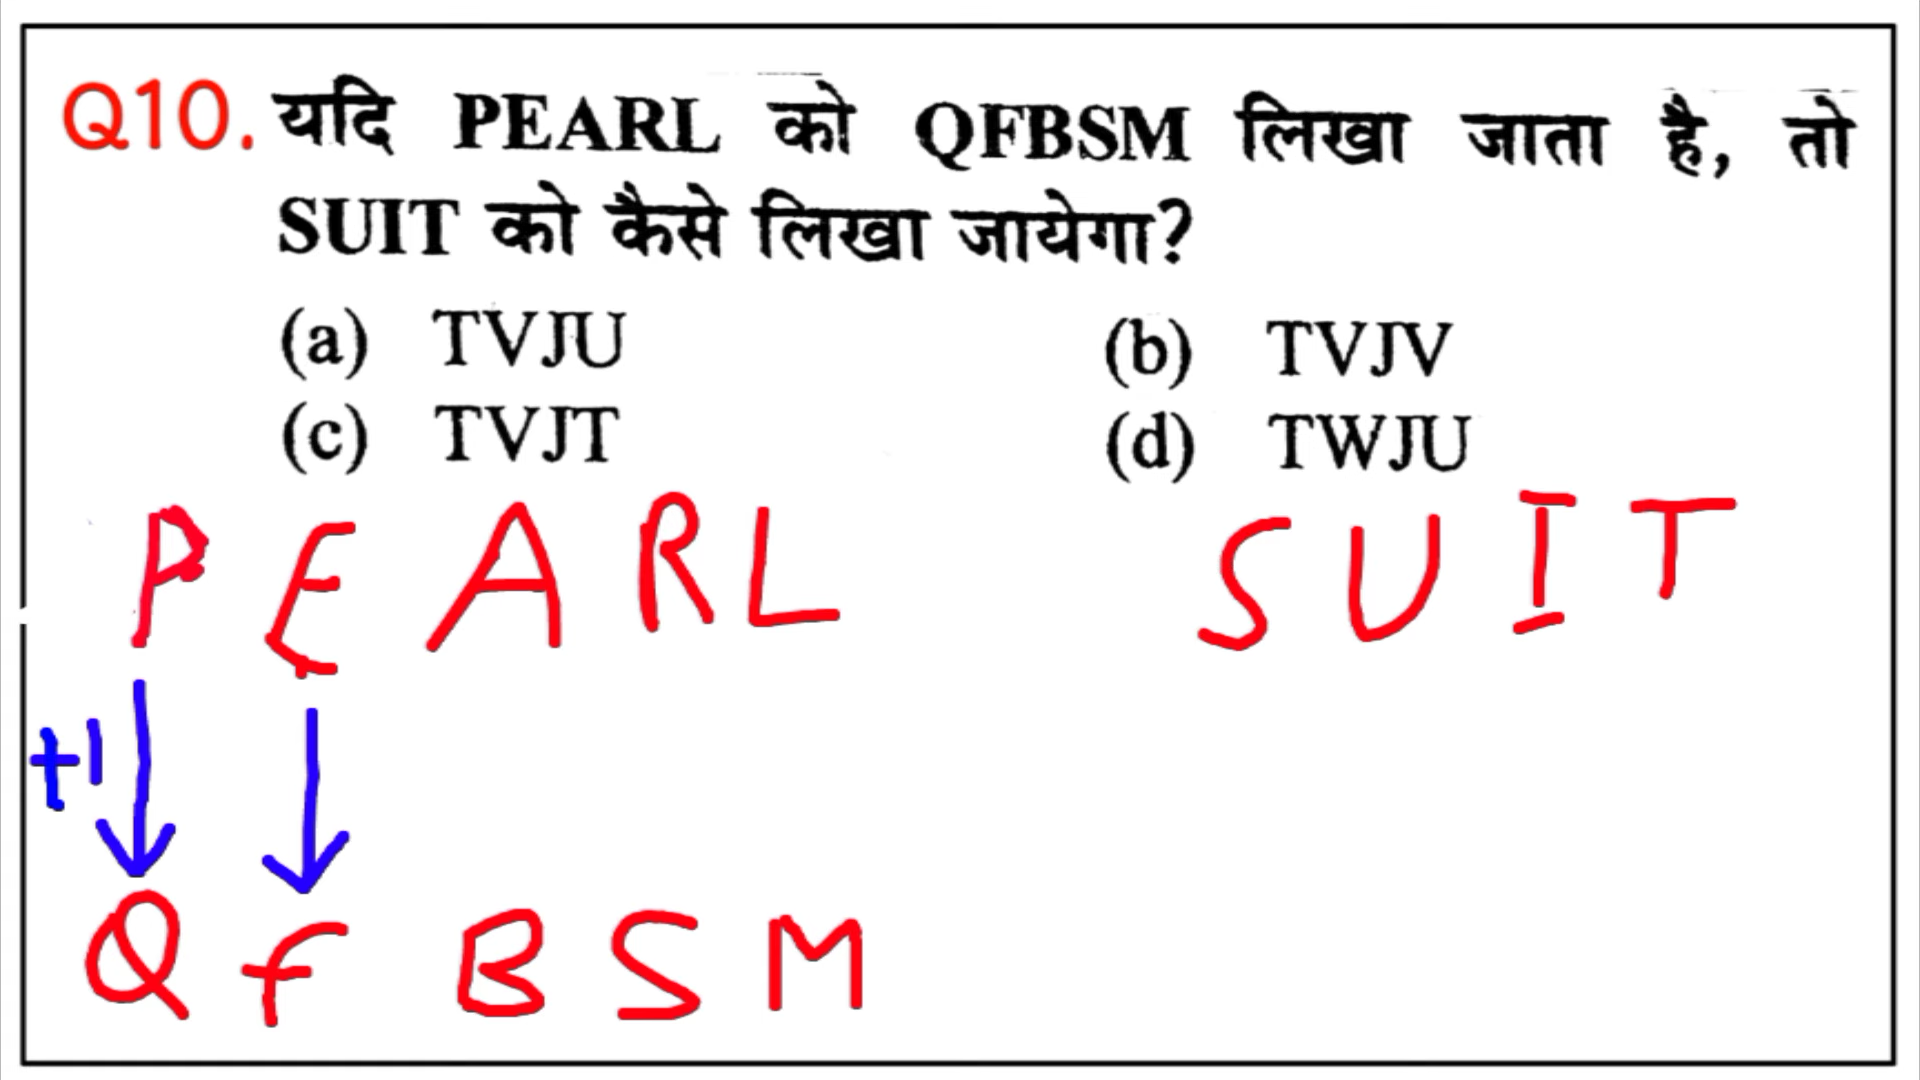 Q10. यदि PEARL को QFBSM लिखा जाता है, तो
SUIT को कैसे लिखा जायेगा?
(a) TVJU (b) TVJV
(c) TVJT (d) TWJU
PEARL SUIT
+1
QFBSM